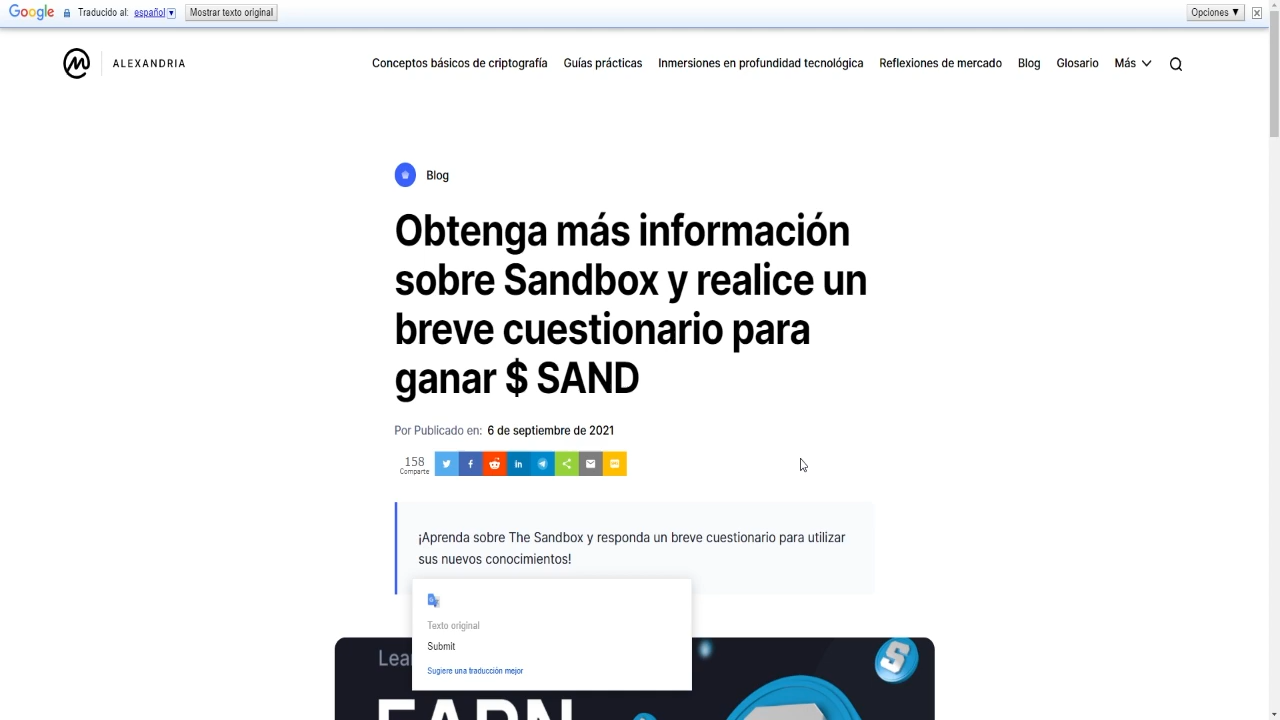 Google Traducido al: español Mostrar texto original Opciones ▼
ALEXANDRIA
Conceptos básicos de criptografía Guías prácticas Inmersiones en profundidad tecnológica Reflexiones de mercado Blog Glosario Más
Blog
Obtenga más información
sobre Sandbox y realice un
breve cuestionario para
ganar $ SAND
Por Publicado en: 6 de septiembre de 2021
158
Comparte
¡Aprenda sobre The Sandbox y responda un breve cuestionario para utilizar
sus nuevos conocimientos!
Texto original
Submit
Sugiere una traducción mejor
Lear
EARN